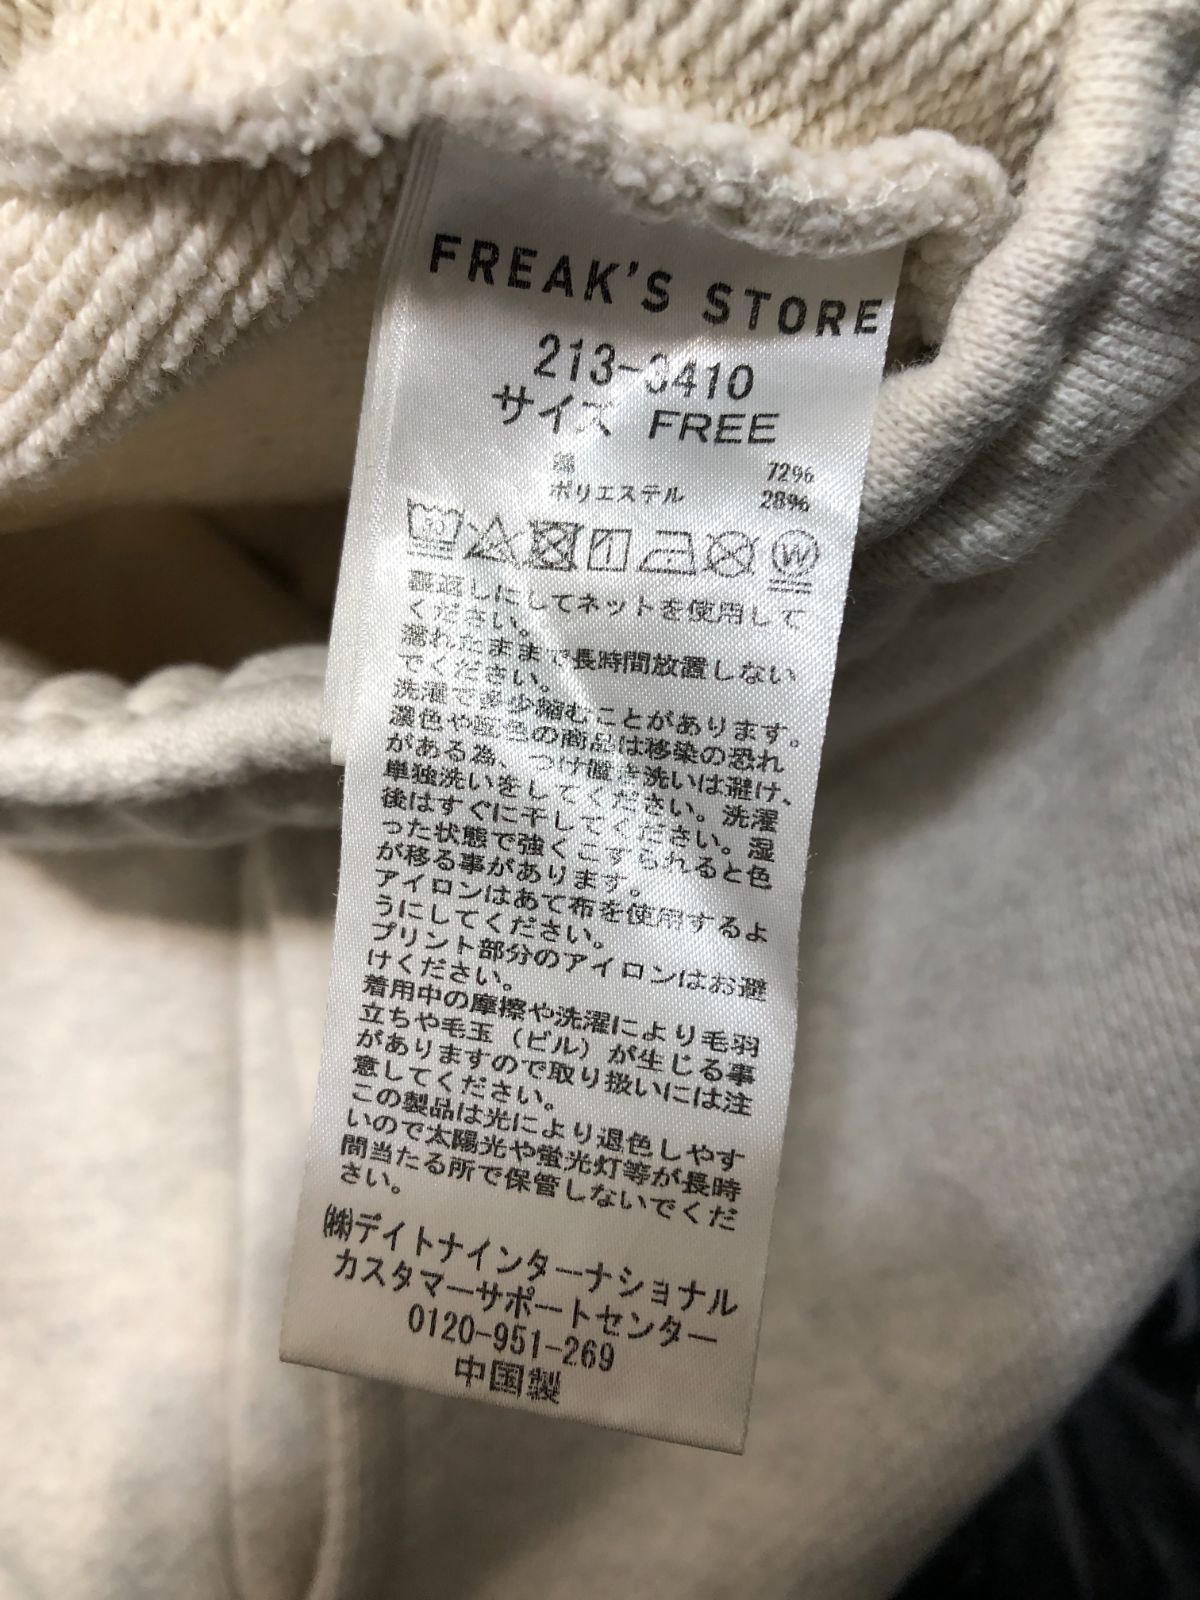 FREAK'S STORE
213-3410
サイズ FREE
綿 72%
ポリエステル 28%
30 W
裏返しにしてネットを使用して
ください。
濡れたままで長時間放置しない
でください。
洗濯で多少縮むことがあります。
濃色や配色の商品は移染の恐れ
がある為、つけ置き洗いは避け、
単独洗いをしてください。洗濯
後はすぐに干してください。湿
った状態で強くこすられると色
が移る事があります。
アイロンはあて布を使用するよ
うにしてください。
プリント部分のアイロンはお避
けください。
着用中の摩擦や洗濯により毛羽
立ちや毛玉(ピル)が生じる事
がありますので取り扱いには注
意してください。
この製品は光により退色しやす
いので太陽光や蛍光灯等が長時
間当たる所で保管しないでくだ
さい。
㈱デイトナインターナショナル
カスタマーサポートセンター
0120-951-269
中国製